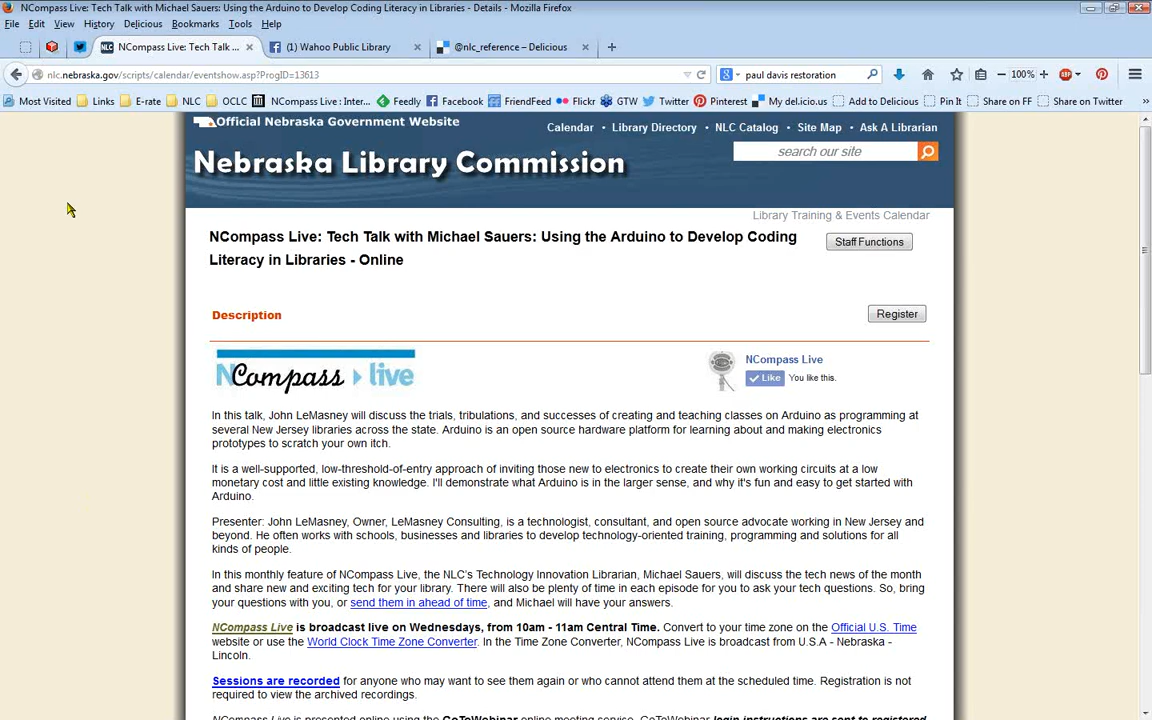 NCompass Live: Tech Talk with Michael Sauers: Using the Arduino to Develop Coding Literacy in Libraries - Details - Mozilla Firefox
File Edit View History Delicious Bookmarks Tools Help
NLC NCompass Live: Tech Talk ... × (1) Wahoo Public Library × @nlc_reference – Delicious × +
nlc.nebraska.gov/scripts/calendar/eventshow.asp?ProgID=13613 paul davis restoration 100%
Most Visited Links E-rate NLC OCLC NCompass Live : Inter... Feedly Facebook FriendFeed Flickr GTW Twitter Pinterest My del.icio.us Add to Delicious Pin It Share on FF Share on Twitter »
Official Nebraska Government Website
Calendar • Library Directory • NLC Catalog • Site Map • Ask A Librarian
Nebraska Library Commission
search our site
Library Training & Events Calendar
NCompass Live: Tech Talk with Michael Sauers: Using the Arduino to Develop Coding
Literacy in Libraries - Online
Staff Functions
Description
Register
NCompass live
NCompass Live
Like You like this.
In this talk, John LeMasney will discuss the trials, tribulations, and successes of creating and teaching classes on Arduino as programming at
several New Jersey libraries across the state. Arduino is an open source hardware platform for learning about and making electronics
prototypes to scratch your own itch.
It is a well-supported, low-threshold-of-entry approach of inviting those new to electronics to create their own working circuits at a low
monetary cost and little existing knowledge. I'll demonstrate what Arduino is in the larger sense, and why it's fun and easy to get started with
Arduino.
Presenter: John LeMasney, Owner, LeMasney Consulting, is a technologist, consultant, and open source advocate working in New Jersey and
beyond. He often works with schools, businesses and libraries to develop technology-oriented training, programming and solutions for all
kinds of people.
In this monthly feature of NCompass Live, the NLC's Technology Innovation Librarian, Michael Sauers, will discuss the tech news of the month
and share new and exciting tech for your library. There will also be plenty of time in each episode for you to ask your tech questions. So, bring
your questions with you, or send them in ahead of time, and Michael will have your answers.
NCompass Live is broadcast live on Wednesdays, from 10am - 11am Central Time. Convert to your time zone on the Official U.S. Time
website or use the World Clock Time Zone Converter. In the Time Zone Converter, NCompass Live is broadcast from U.S.A - Nebraska -
Lincoln.
Sessions are recorded for anyone who may want to see them again or who cannot attend them at the scheduled time. Registration is not
required to view the archived recordings.
NCompass Live is presented online using the GoToWebinar online meeting service. GoToWebinar login instructions are sent to registered